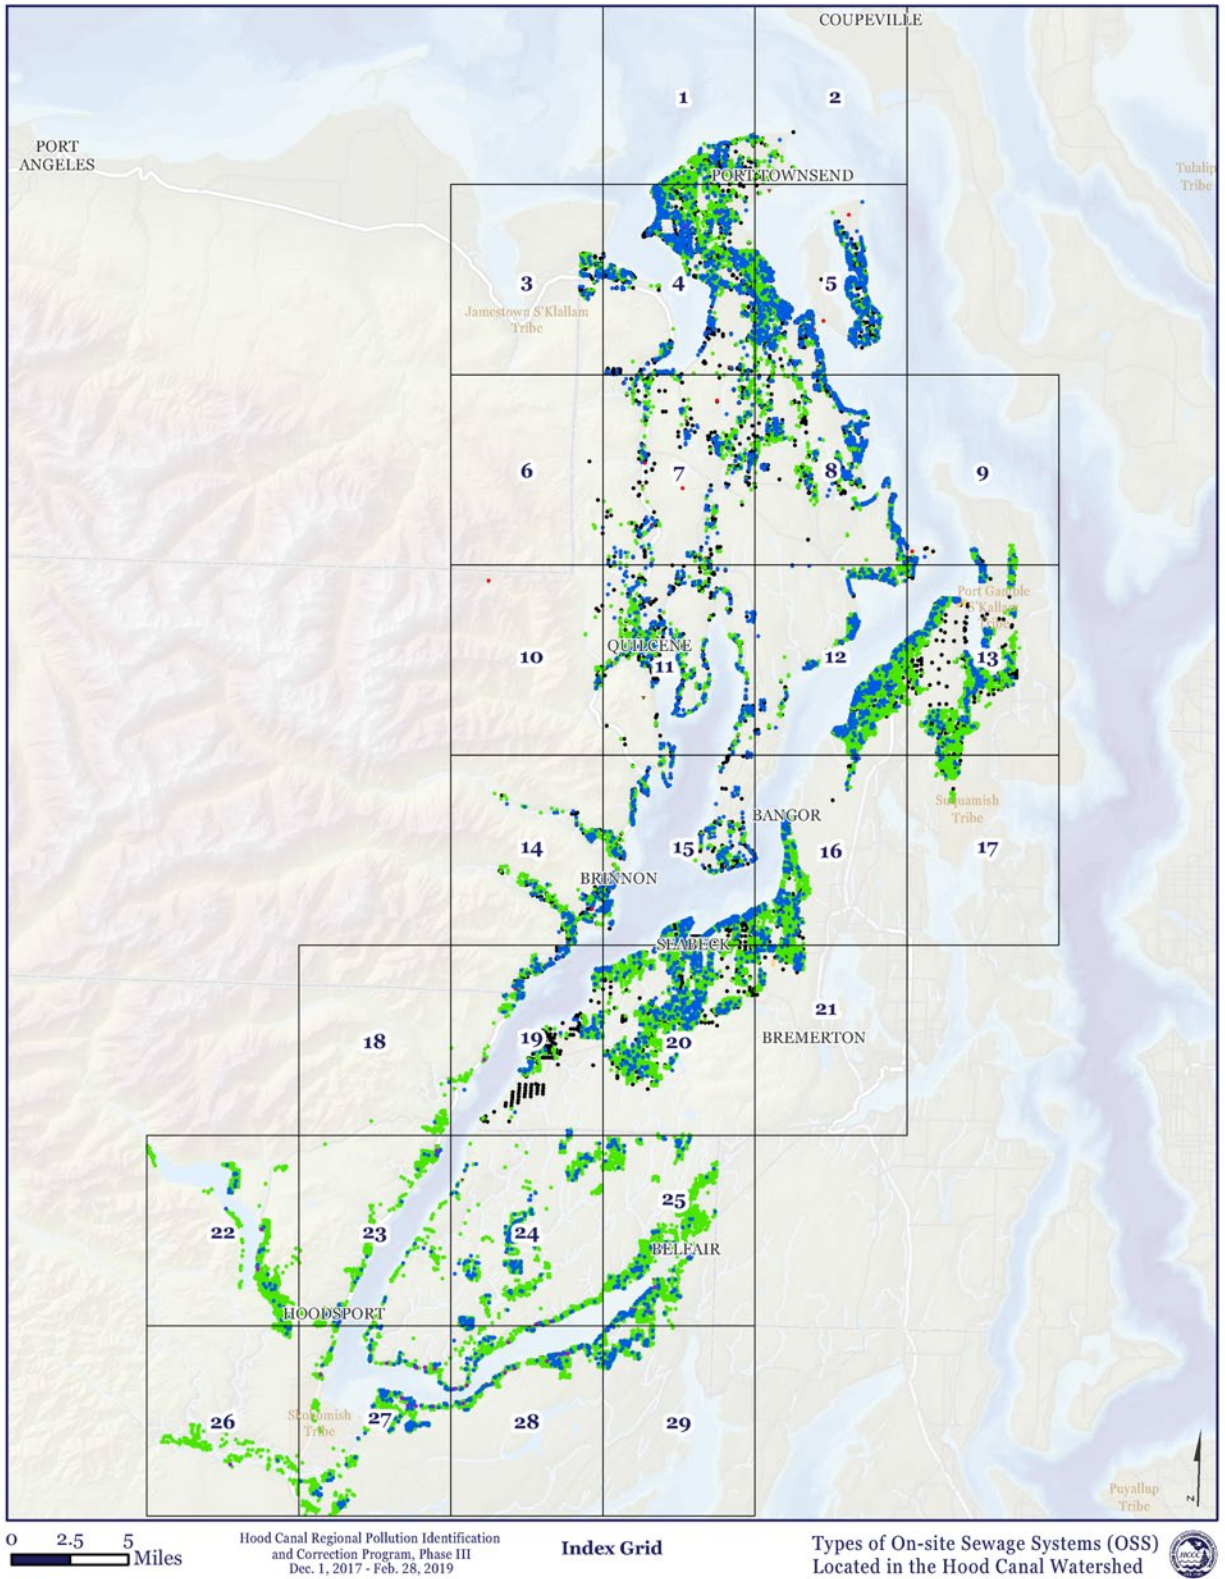 COUPEVILLE
1
2
PORT
ANGELES
Tulalip
Tribe
PORT TOWNSEND
3
4
5
Jamestown S'Klallam
Tribe
6
7
8
9
Port Gamble
S'Kallam
Tribe
QUILCENE
10
11
12
13
Suquamish
Tribe
BANGOR
14
15
16
17
BRINNON
SEABECK
18
19
20
21
BREMERTON
22
23
24
25
BELFAIR
HOODSPORT
26
Skokomish
Tribe
27
28
29
Puyallup
Tribe
N
0 2.5 5
Miles
Hood Canal Regional Pollution Identification
and Correction Program, Phase III
Dec. 1, 2017 - Feb. 28, 2019
Index Grid
Types of On-site Sewage Systems (OSS)
Located in the Hood Canal Watershed
HCCC